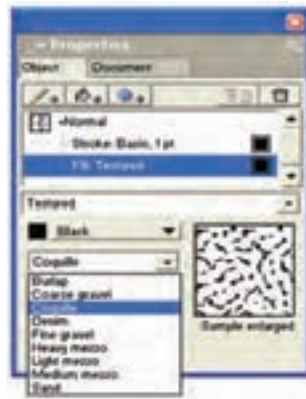 Properties
Object Document
Normal
Stroke: Basic, 1 pt
Fill: Textured
Textured
Black
Coquille
Burlap
Coarse gravel
Coquille
Denim
Fine gravel
Heavy mezzo
Light mezzo
Medium mezzo
Sand
Sample enlarged